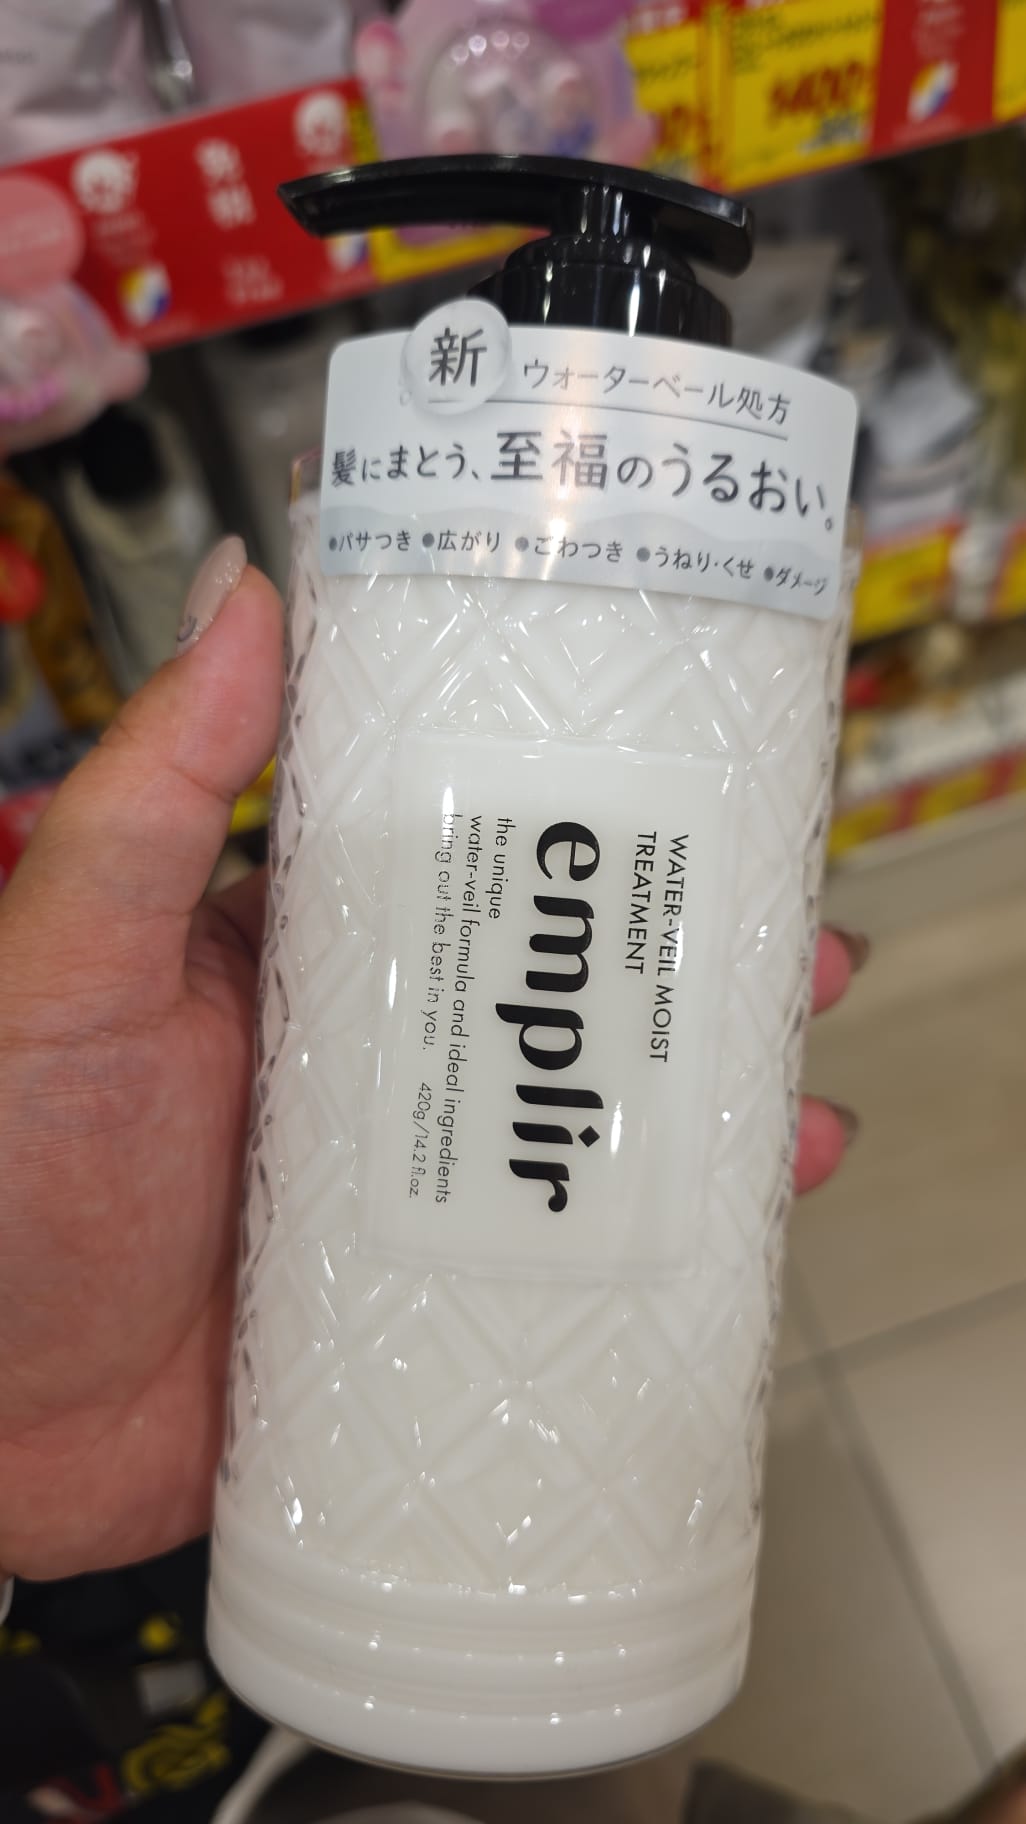 新 ウォーターベール処方
髪にまとう、至福のうるおい。
●パサつき ●広がり ●ごわつき ●うねり・くせ ●ダメージ
WATER-VEIL MOIST
TREATMENT
emplir
the unique
water-veil formula and ideal ingredients
bring out the best in you.
420g/14.2 fl.oz.